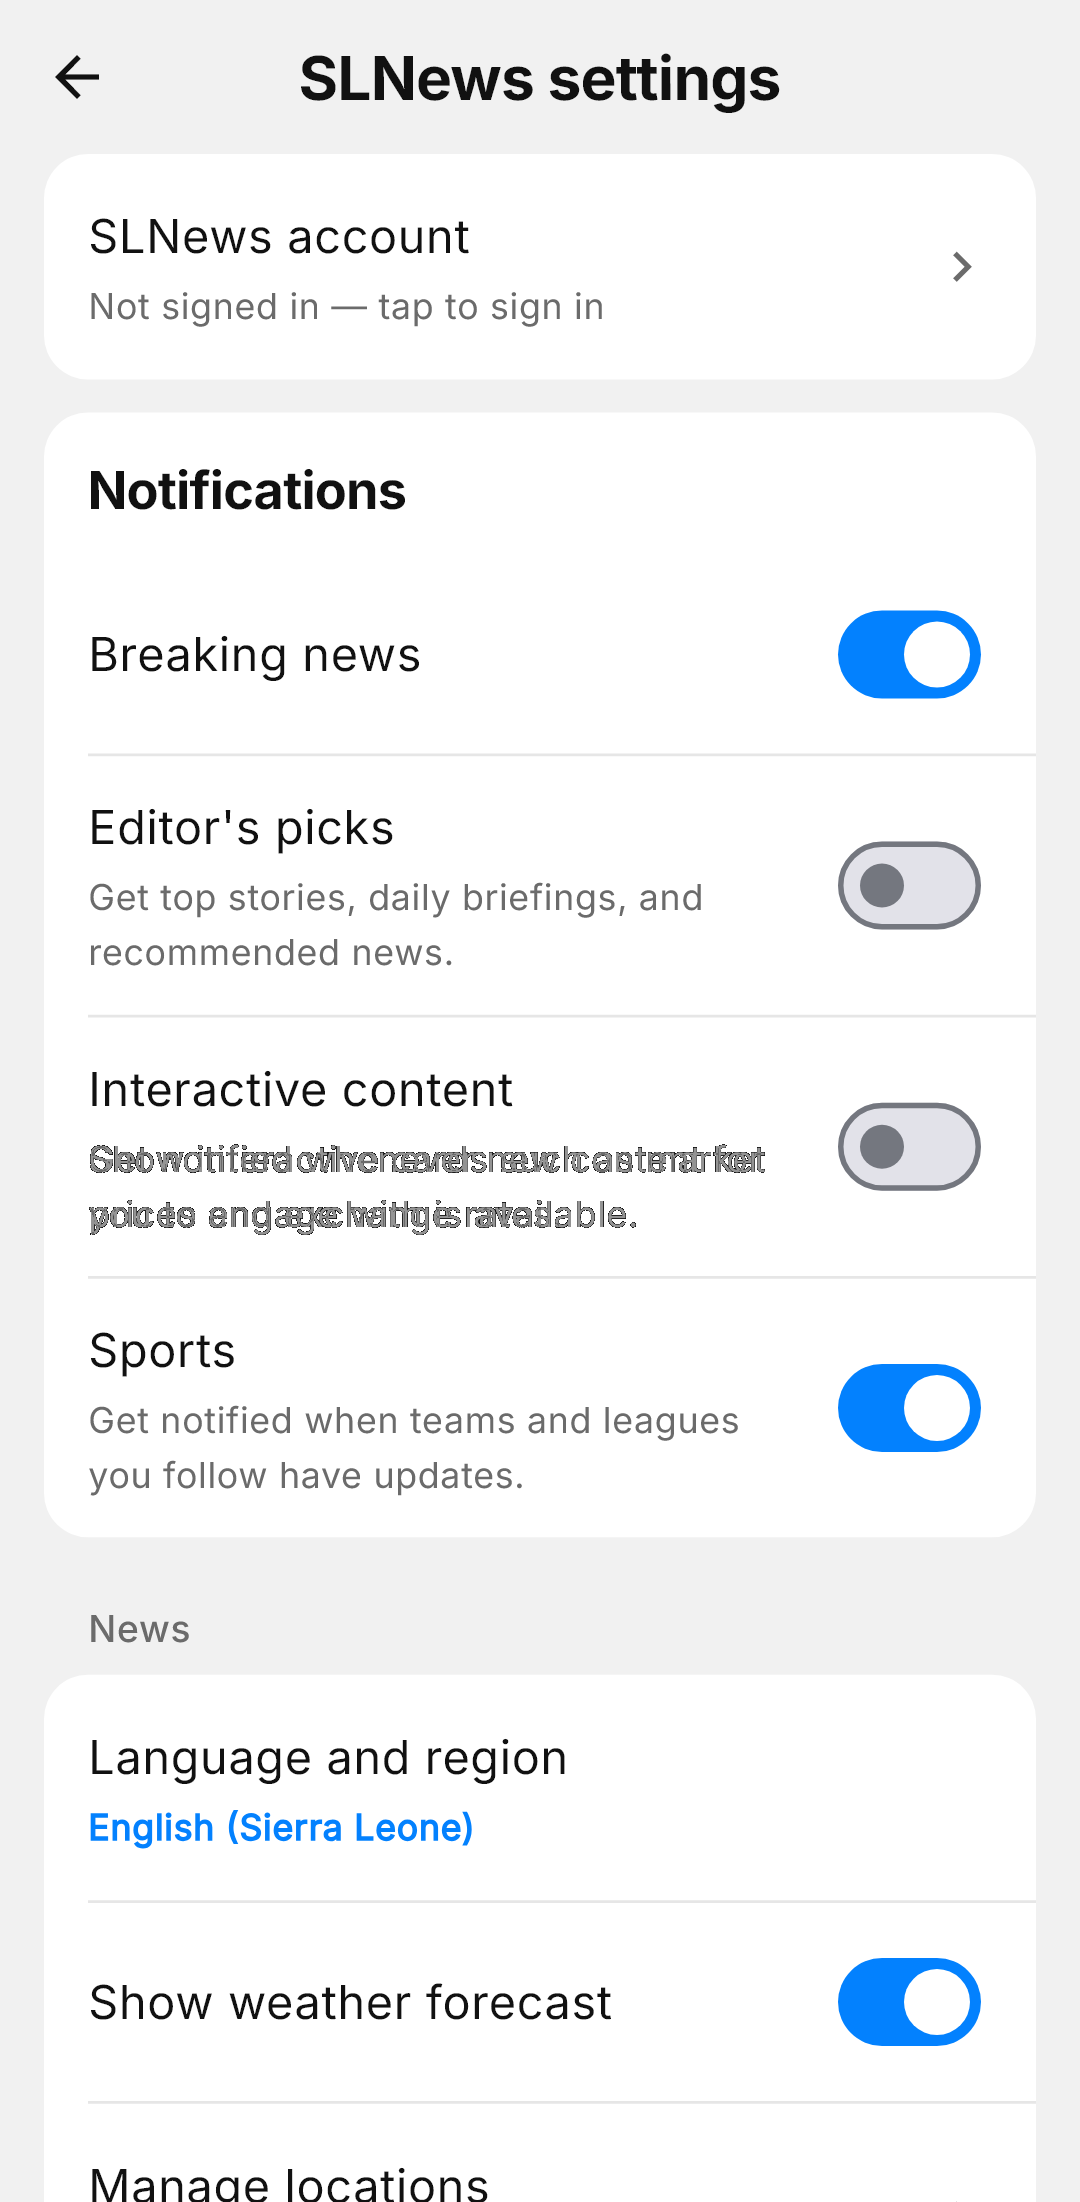 SLNews settings
SLNews account
Not signed in — tap to sign in
Notifications
Breaking news
Editor's picks
Get top stories, daily briefings, and
recommended news.
Interactive content
Sports
Get notified when teams and leagues
you follow have updates.
News
Language and region
English (Sierra Leone)
Show weather forecast
Manage locations